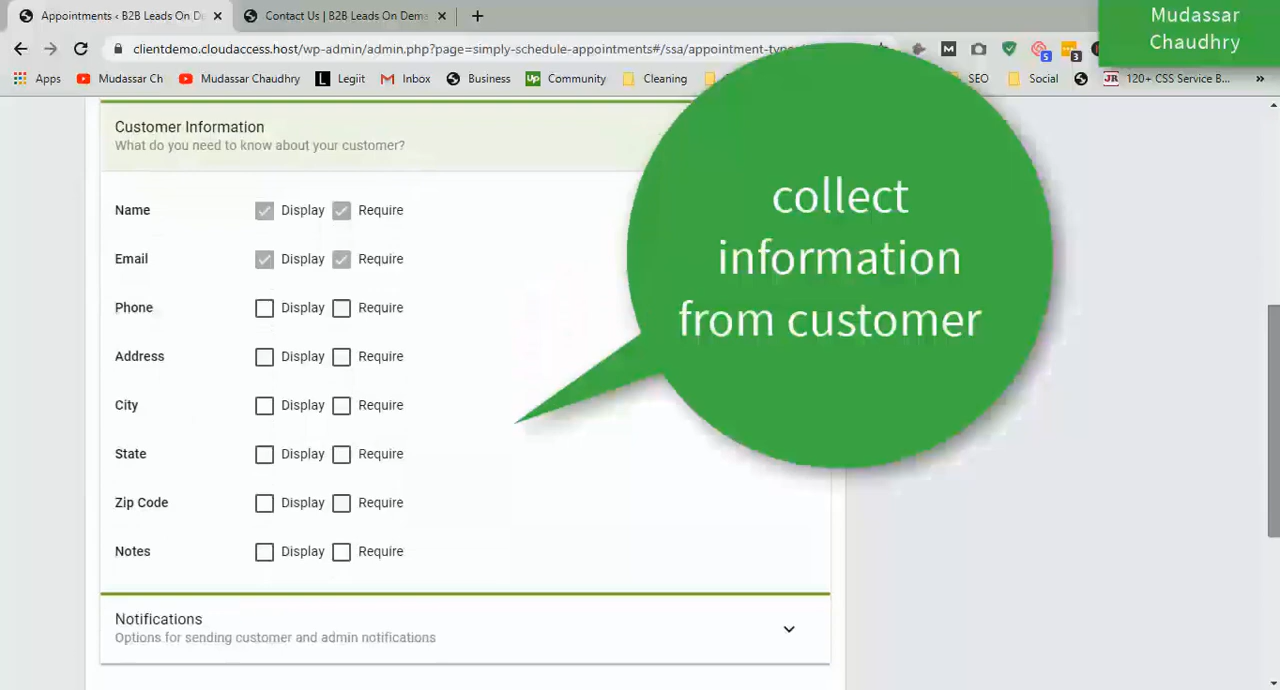 Appointments ‹ B2B Leads On D
Contact Us | B2B Leads On Dem
Mudassar
Chaudhry
clientdemo.cloudaccess.host/wp-admin/admin.php?page=simply-schedule-appointments#/ssa/appointment-type
5
3
Apps
Mudassar Ch
Mudassar Chaudhry
Legiit
Inbox
Business
Community
Cleaning
SEO
Social
120+ CSS Service B...
Customer Information
What do you need to know about your customer?
collect
information
from customer
Name Display Require
Email Display Require
Phone Display Require
Address Display Require
City Display Require
State Display Require
Zip Code Display Require
Notes Display Require
Notifications
Options for sending customer and admin notifications